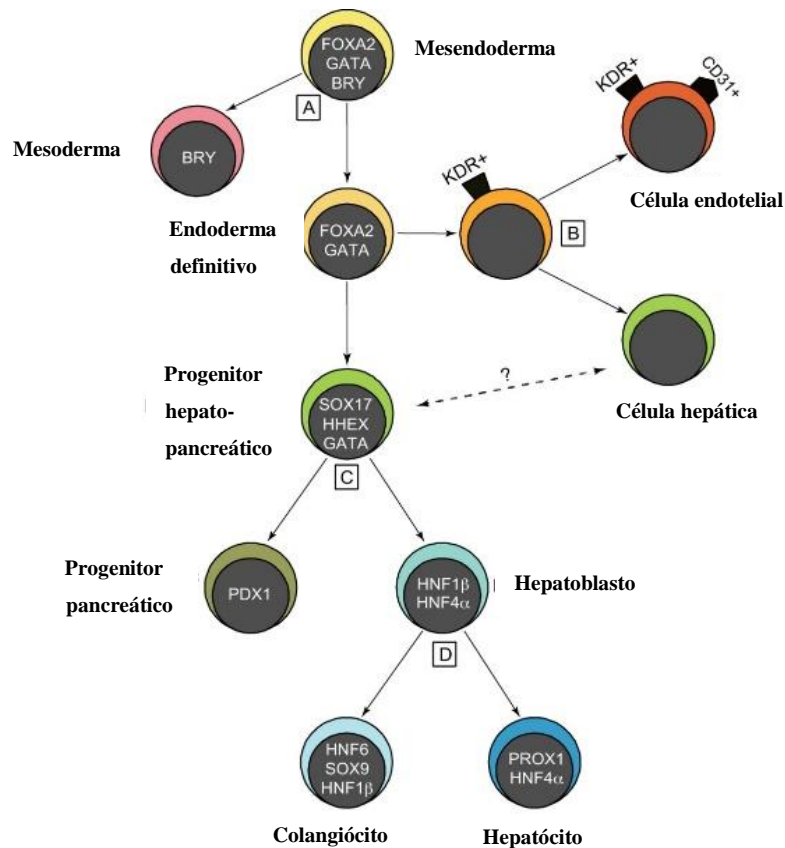 FOXA2
GATA
BRY
Mesendoderma
A
KDR+
CD31+
Mesoderma
BRY
Célula endotelial
KDR+
B
Endoderma
definitivo
FOXA2
GATA
Progenitor
hepato-
pancreático
SOX17
HHEX
GATA
?
Célula hepática
C
Progenitor
pancreático
PDX1
HNF1β
HNF4α
Hepatoblasto
D
HNF6
SOX9
HNF1β
PROX1
HNF4α
Colangiócito
Hepatócito